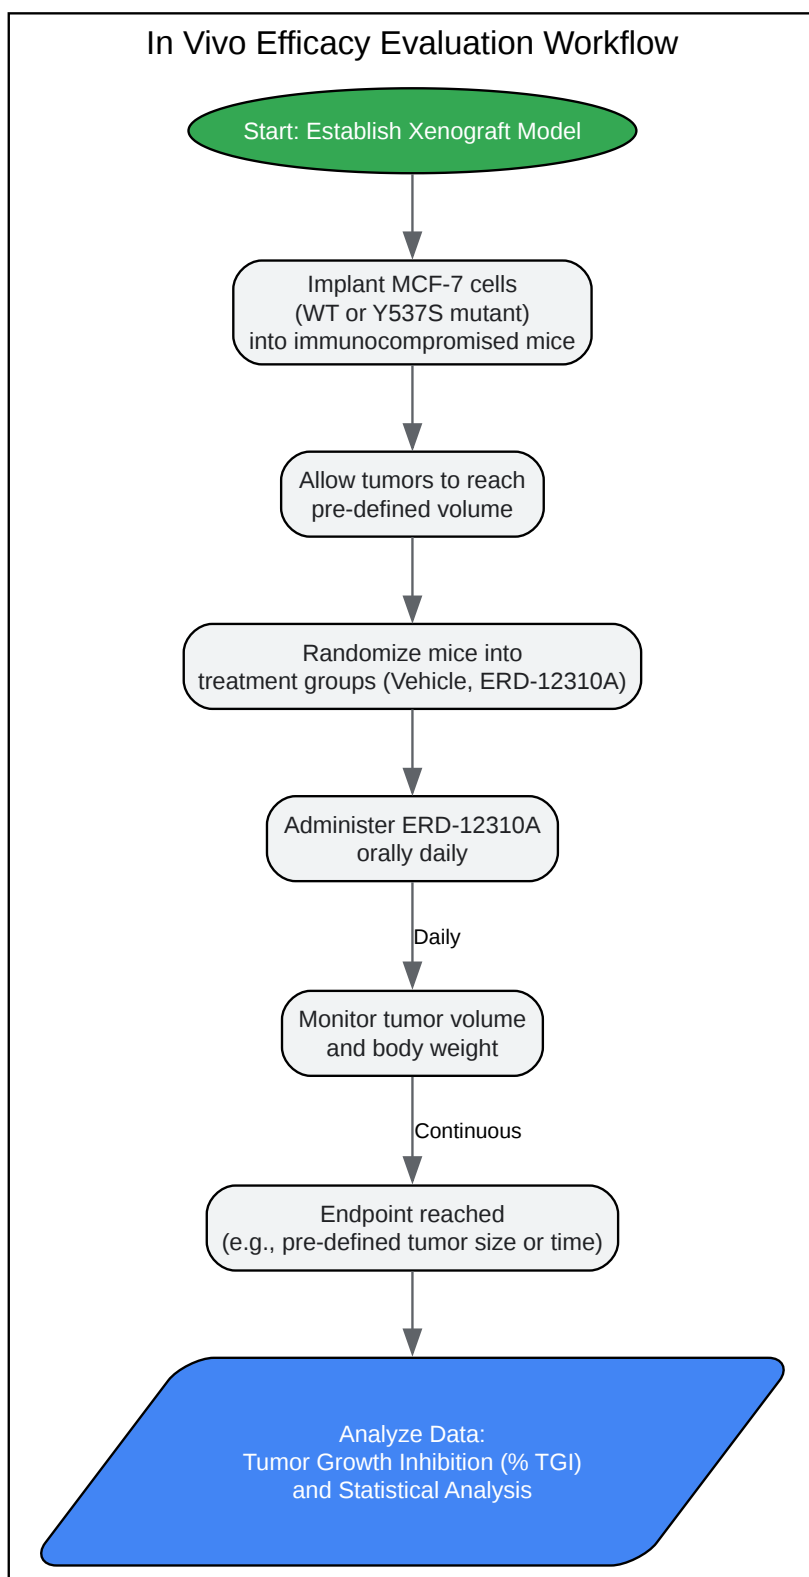 In Vivo Efficacy Evaluation Workflow
Start: Establish Xenograft Model
Implant MCF-7 cells
(WT or Y537S mutant)
into immunocompromised mice
Allow tumors to reach
pre-defined volume
Randomize mice into
treatment groups (Vehicle, ERD-12310A)
Administer ERD-12310A
orally daily
Daily
Monitor tumor volume
and body weight
Continuous
Endpoint reached
(e.g., pre-defined tumor size or time)
Analyze Data:
Tumor Growth Inhibition (% TGI)
and Statistical Analysis